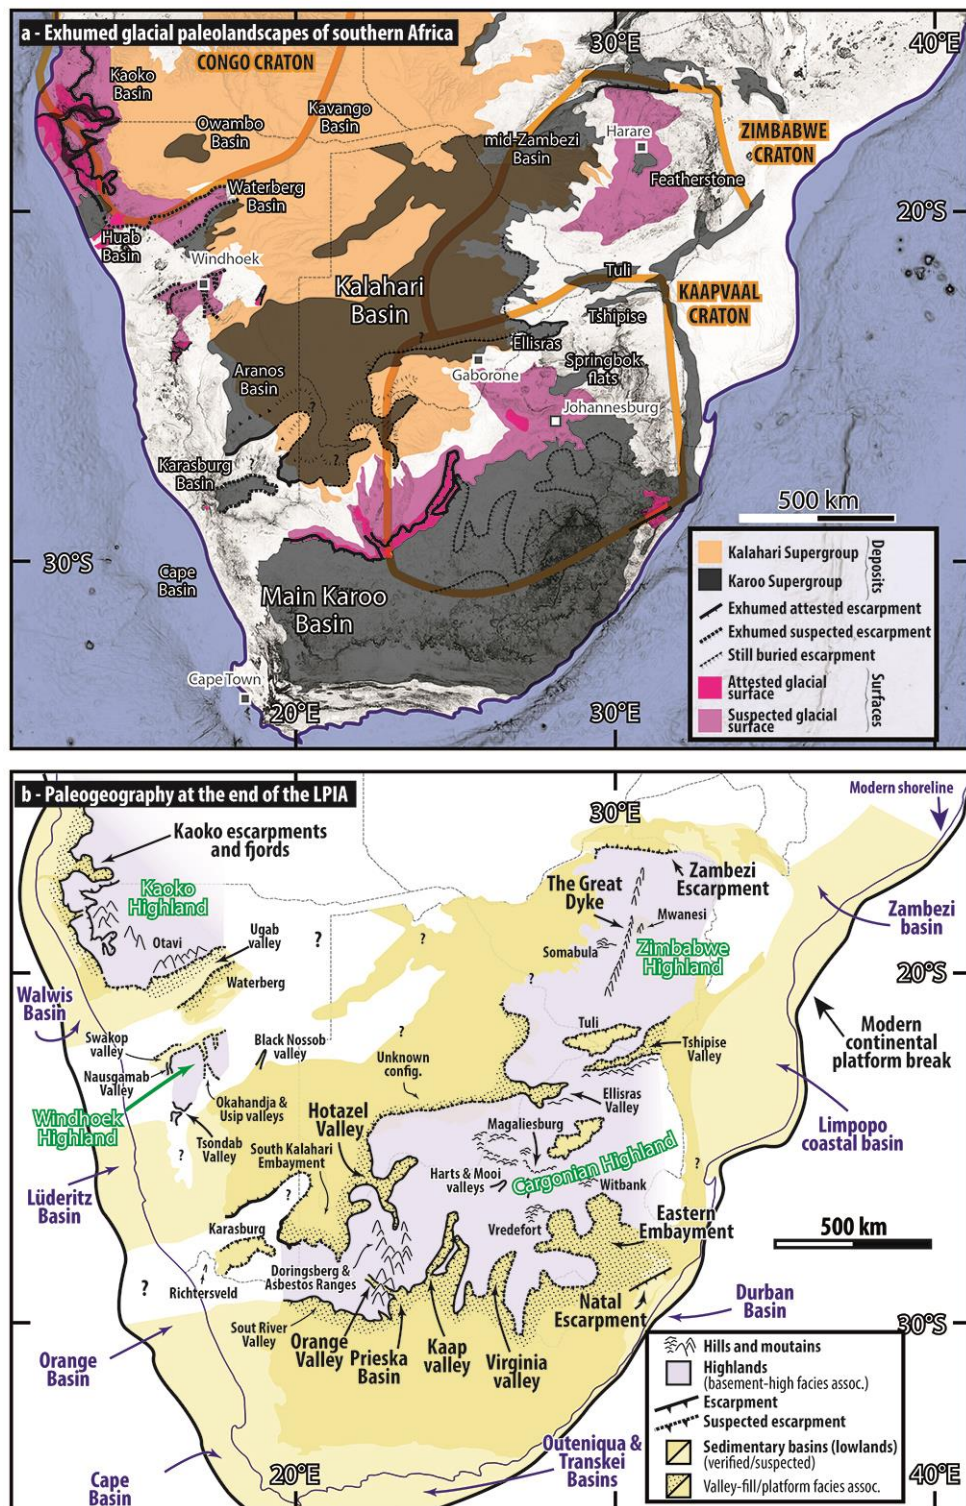 a - Exhumed glacial paleolandscapes of southern Africa
30°E
40°E
CONGO CRATON
Kaoko
Basin
Owambo
Basin
Kavango
Basin
mid-Zambezi
Basin
Harare
ZIMBABWE
CRATON
Featherstone
Waterberg
Basin
20°S
Huab
Basin
Windhoek
Kalahari
Basin
Tuli
KAAPVAAL
CRATON
Tshipise
?
Ellisras
Gaborone
Springbok
flats
Aranos
Basin
Johannesburg
?
?
Karasburg
Basin
500 km
30°S
Cape
Basin
Main Karoo
Basin
Cape Town
20°E
30°E
Kalahari Supergroup
Karoo Supergroup
Deposits
Exhumed attested escarpment
Exhumed suspected escarpment
Still buried escarpment
Attested glacial
surface
Suspected glacial
surface
Surfaces
b - Paleogeography at the end of the LPIA
30°E
Modern shoreline
Kaoko escarpments
and fjords
Zambezi
Escarpment
Kaoko
Highland
The Great
Dyke
Mwanesi
Zambezi
basin
Ugab
valley
Otavi
?
?
Somabula
Zimbabwe
Highland
Waterberg
?
20°S
Walwis
Basin
Swakop
valley
Black Nossob
valley
?
Tuli
Tshipise
Valley
Modern
continental
platform break
Nausgamab
Valley
Unknown
config.
Windhoek
Highland
Okahandja &
Usip valleys
Hotazel
Valley
Ellisras
Valley
Magaliesburg
Limpopo
coastal basin
Tsondab
Valley
South Kalahari
Embayment
?
Harts & Mooi
valleys
Cargonian Highland
?
Witbank
Lüderitz
Basin
?
Karasburg
Vredefort
Eastern
Embayment
500 km
Doringsberg &
Asbestos Ranges
?
Richtersveld
Natal
Escarpment
Durban
Basin
Sout River
Valley
Orange
Valley
Prieska
Basin
Kaap
valley
Virginia
valley
30°S
Orange
Basin
Hills and moutains
Highlands
(basement-high facies assoc.)
Escarpment
Suspected escarpment
Sedimentary basins (lowlands)
(verified/suspected)
Valley-fill/platform facies assoc.
Cape
Basin
20°E
Outeniqua &
Transkei
Basins
40°E